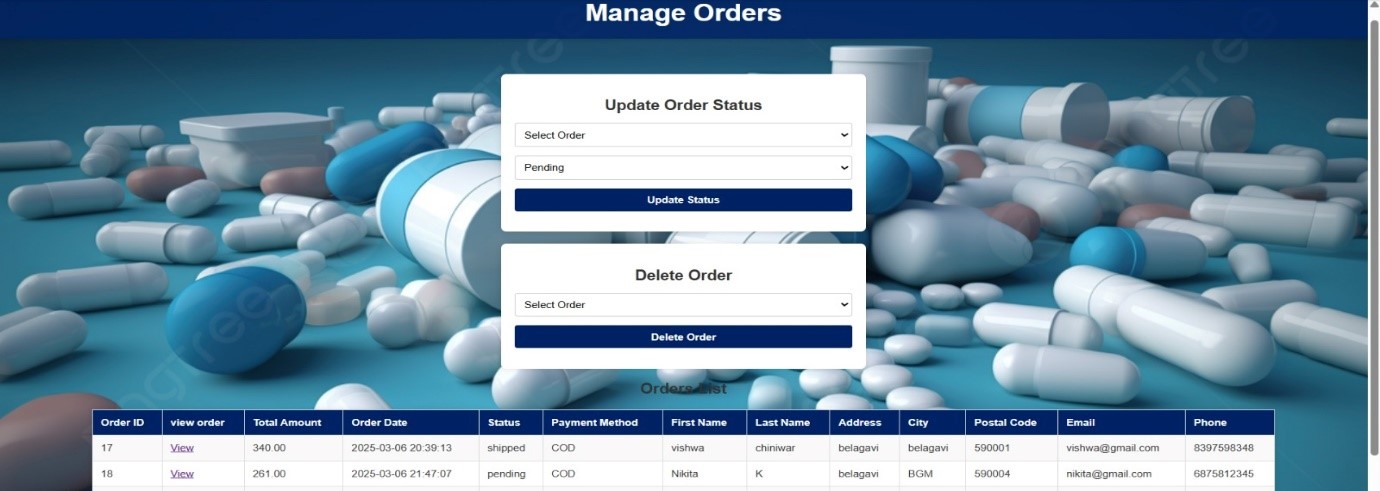 Manage Orders
Update Order Status
Select Order
Pending
Update Status
Delete Order
Select Order
Delete Order
Orders List
Order ID view order Total Amount Order Date Status Payment Method First Name Last Name Address City Postal Code Email Phone
17 View 340.00 2025-03-06 20:39:13 shipped COD vishwa chiniwar belagavi belagavi 590001 vishwa@gmail.com 8397598348
18 View 261.00 2025-03-06 21:47:07 pending COD Nikita K belagavi BGM 590004 nikita@gmail.com 6875812345